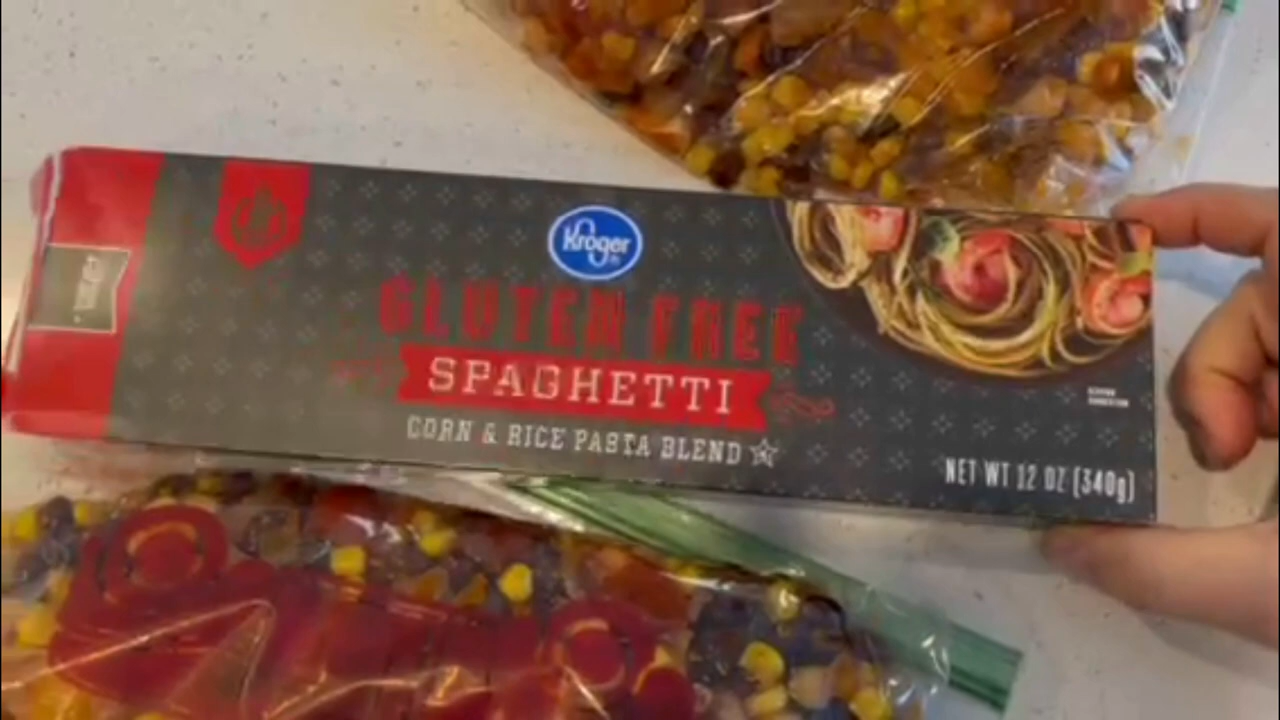 Kroger
GLUTEN FREE
SPAGHETTI
CORN & RICE PASTA BLEND
NET WT 12 OZ (340g)